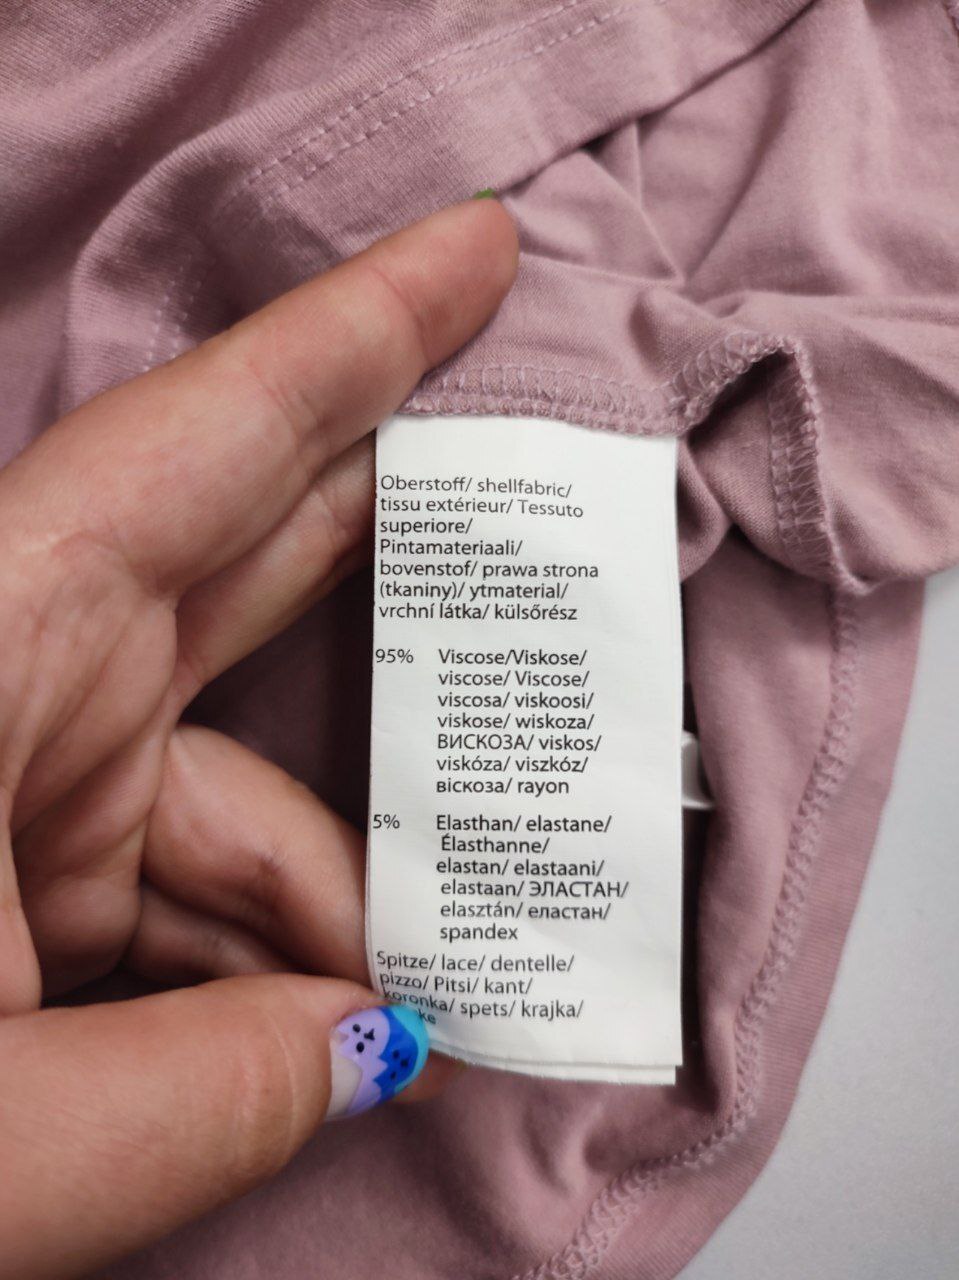 Oberstoff/ shellfabric/
tissu extérieur/ Tessuto
superiore/
Pintamateriaali/
bovenstof/ prawa strona
(tkaniny)/ ytmaterial/
vrchní látka/ külsőrész
95% Viscose/Viskose/
viscose/ Viscose/
viscosa/ viskoosi/
viskose/ wiskoza/
ВИСКОЗА/ viskos/
viskóza/ viszkóz/
віскоза/ rayon
5% Elasthan/ elastane/
Élasthanne/
elastan/ elastaani/
elastaan/ ЭЛАСТАН/
elasztán/ еластан/
spandex
Spitze/ lace/ dentelle/
pizzo/ Pitsi/ kant/
koronka/ spets/ krajka/